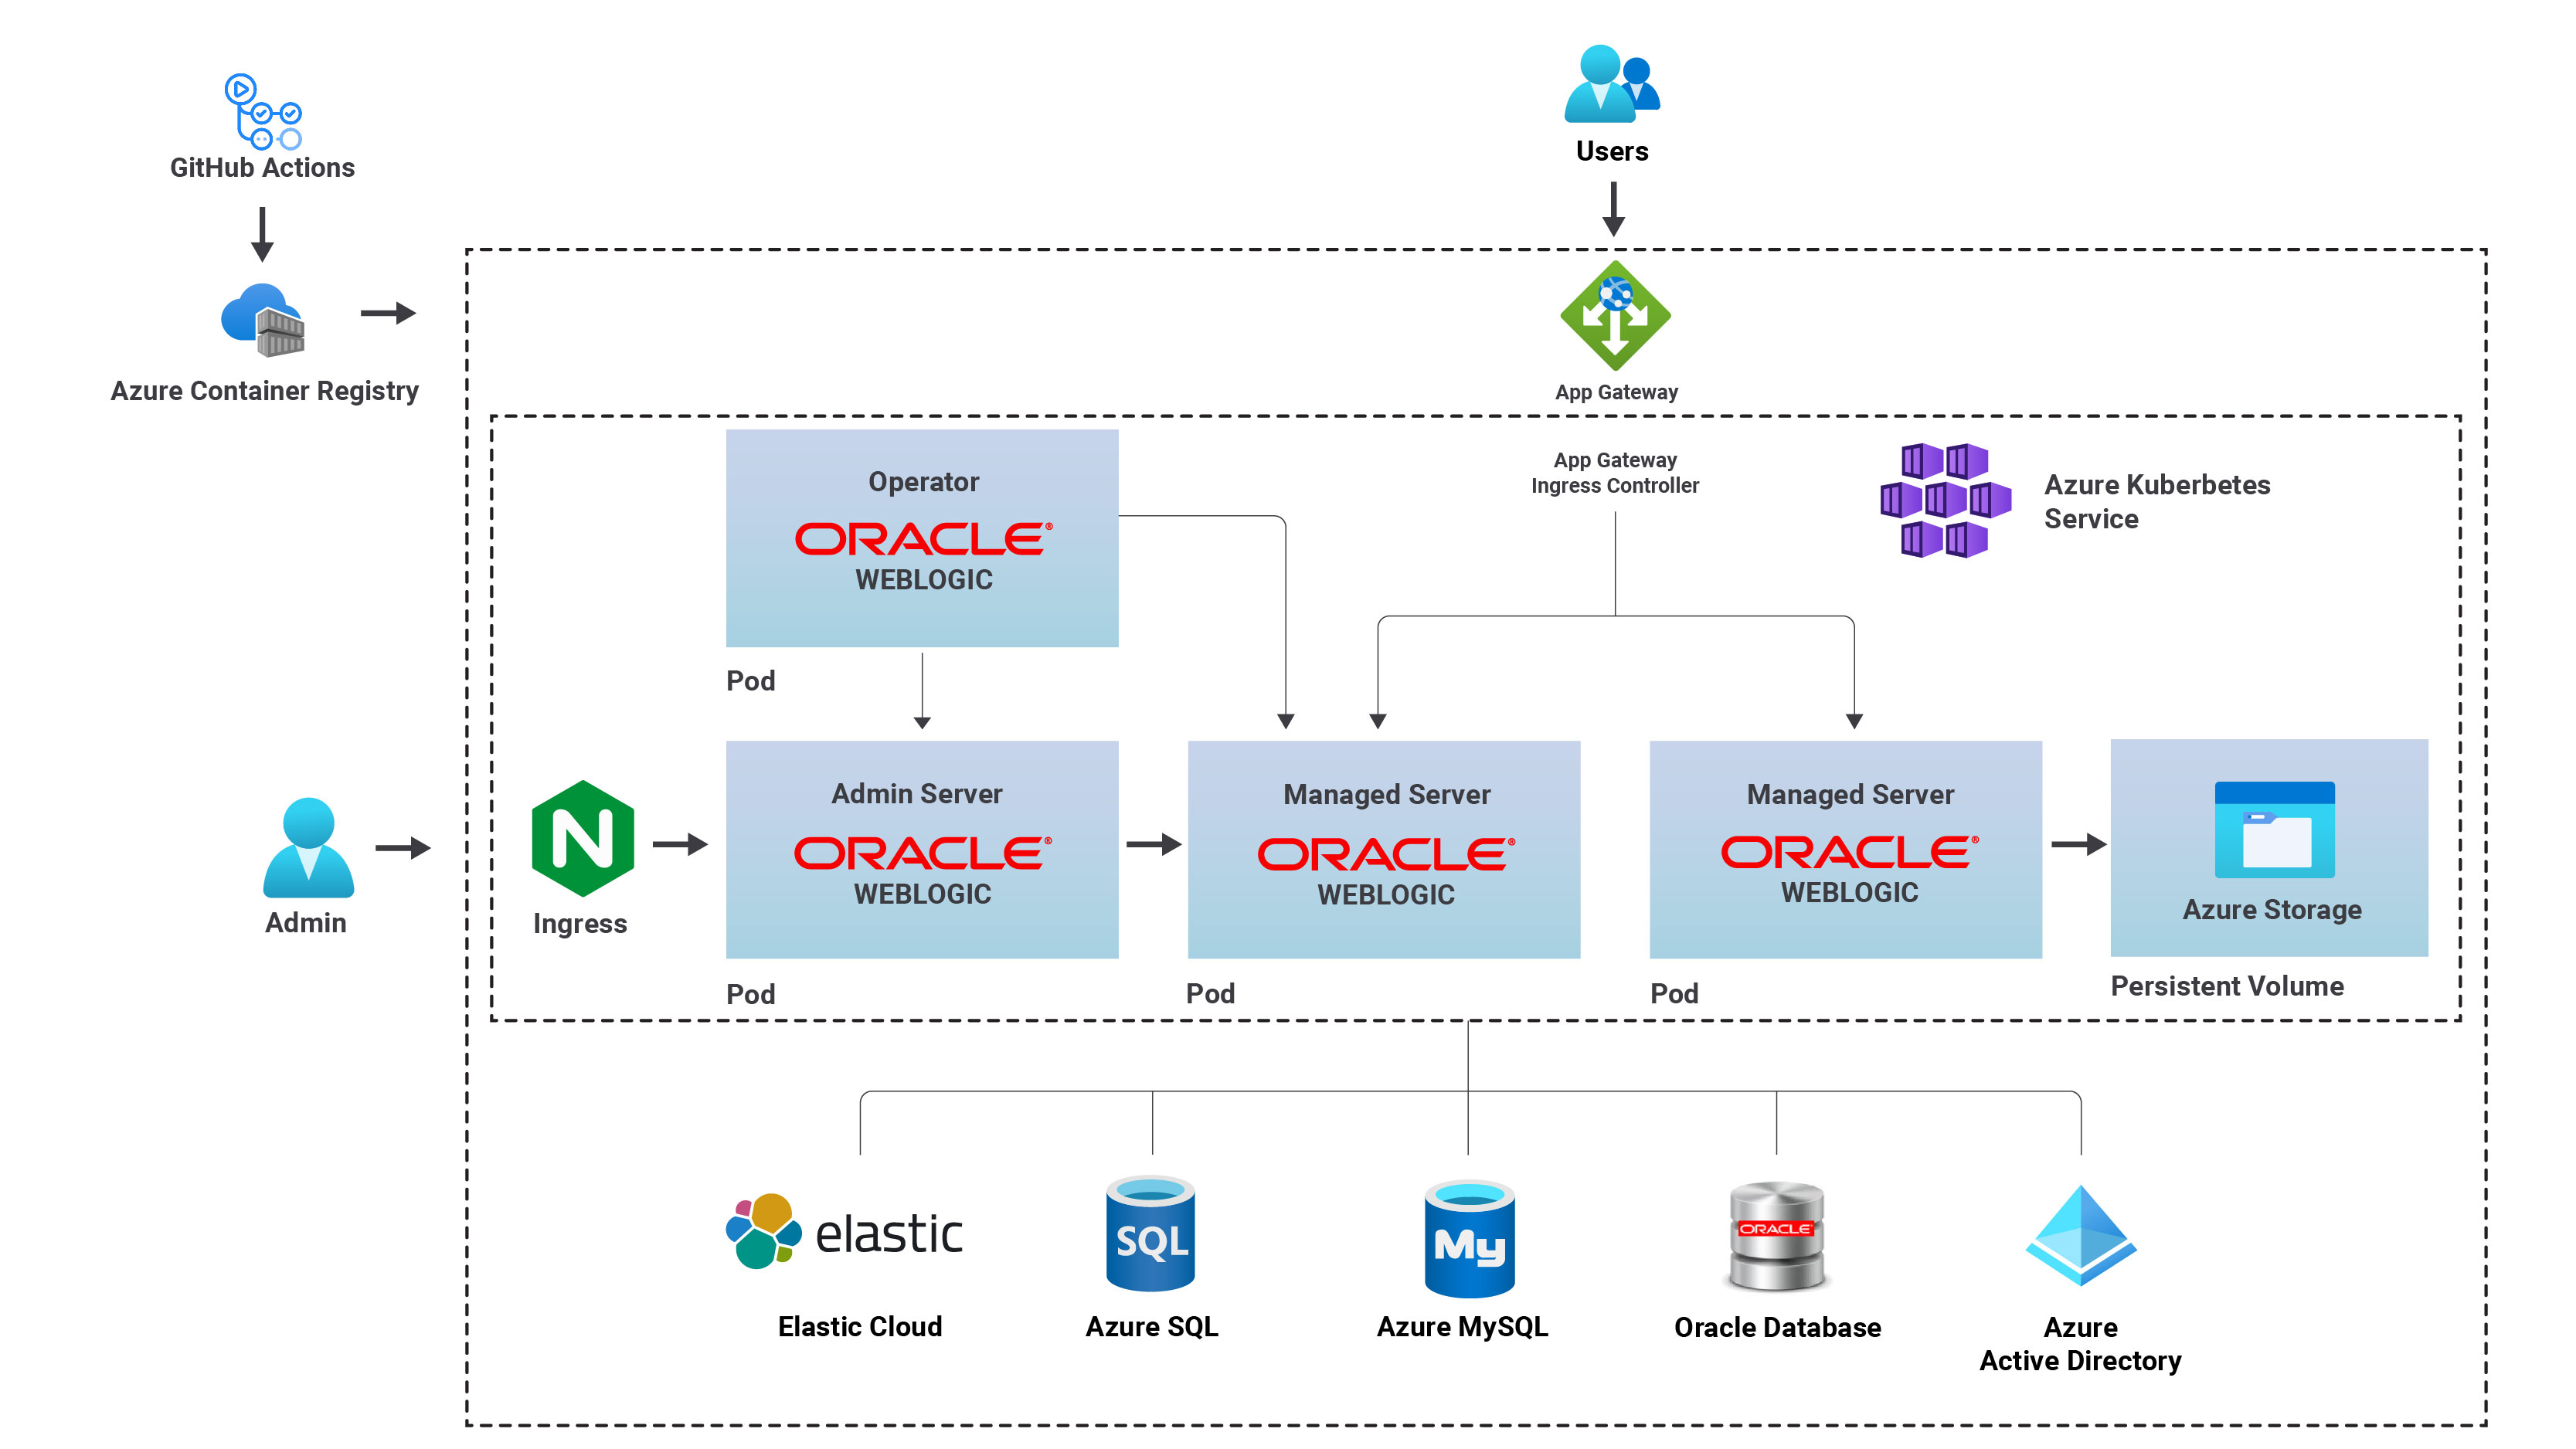 GitHub Actions
Users
Azure Container Registry
App Gateway
Operator
ORACLE®
WEBLOGIC
Pod
App Gateway
Ingress Controller
Azure Kuberbetes
Service
Admin
N
Ingress
Admin Server
ORACLE®
WEBLOGIC
Pod
Managed Server
ORACLE®
WEBLOGIC
Pod
Managed Server
ORACLE®
WEBLOGIC
Pod
Azure Storage
Persistent Volume
elastic
Elastic Cloud
SQL
Azure SQL
My
Azure MySQL
ORACLE
Oracle Database
Azure
Active Directory